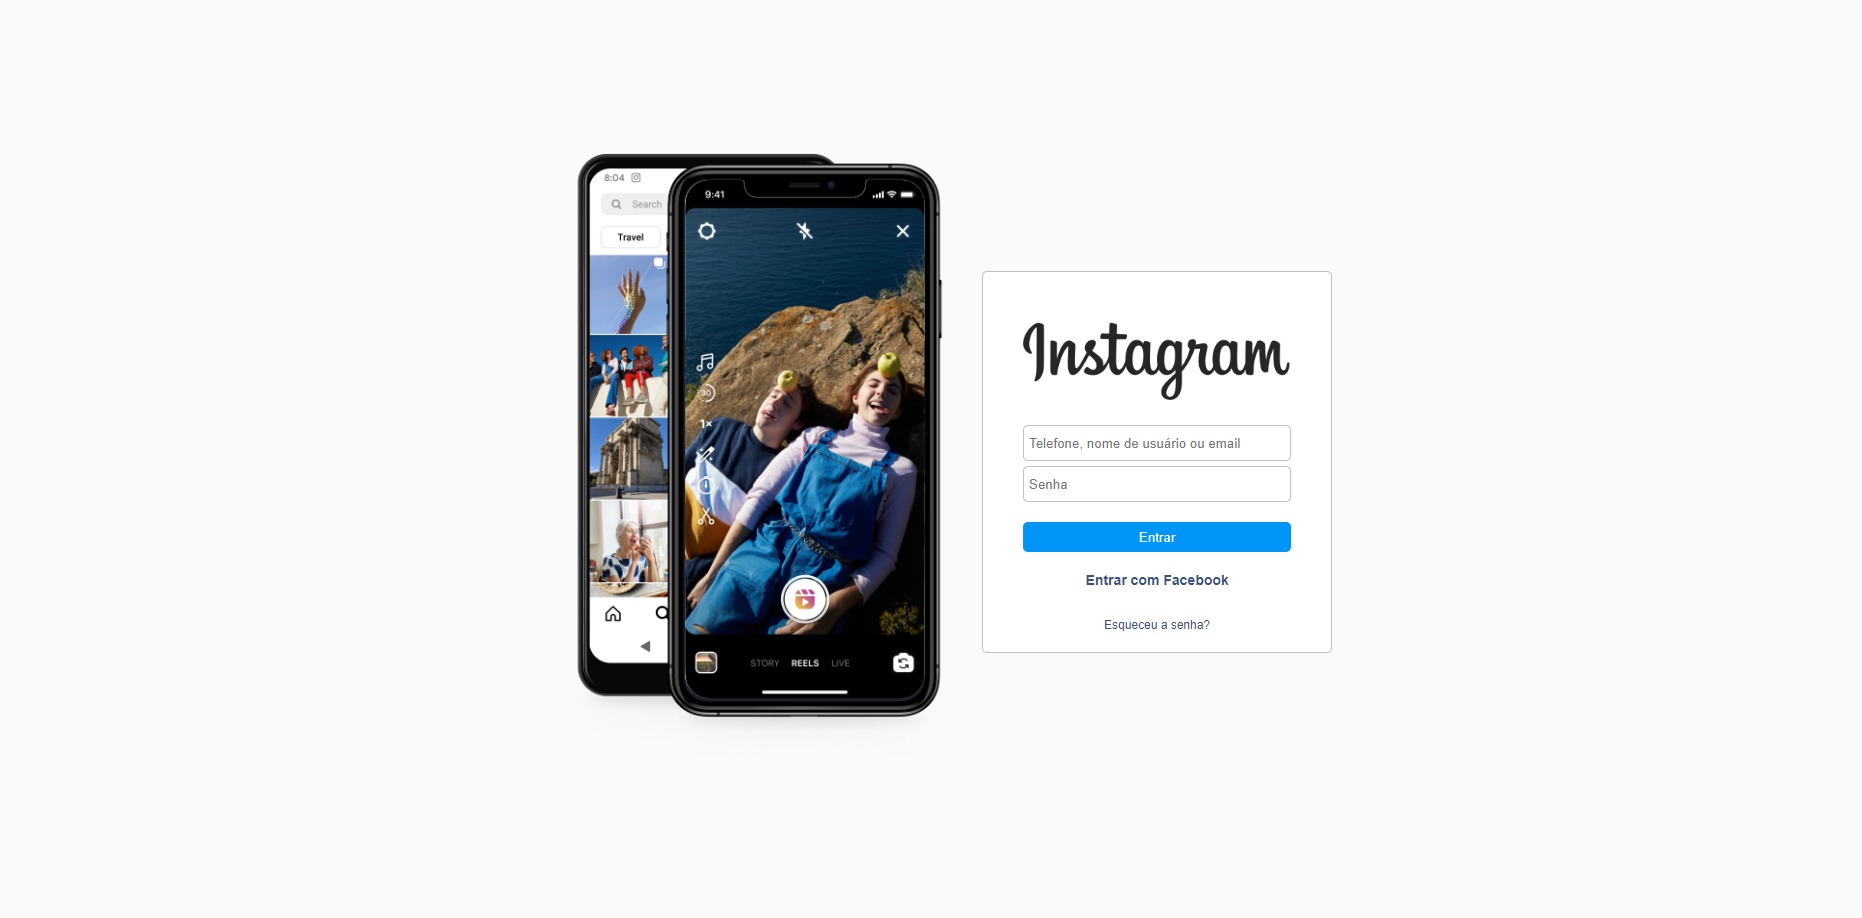 8:04
Search
Travel
9:41
30
1×
STORY REELS LIVE
Instagram
Telefone, nome de usuário ou email
Senha
Entrar
Entrar com Facebook
Esqueceu a senha?